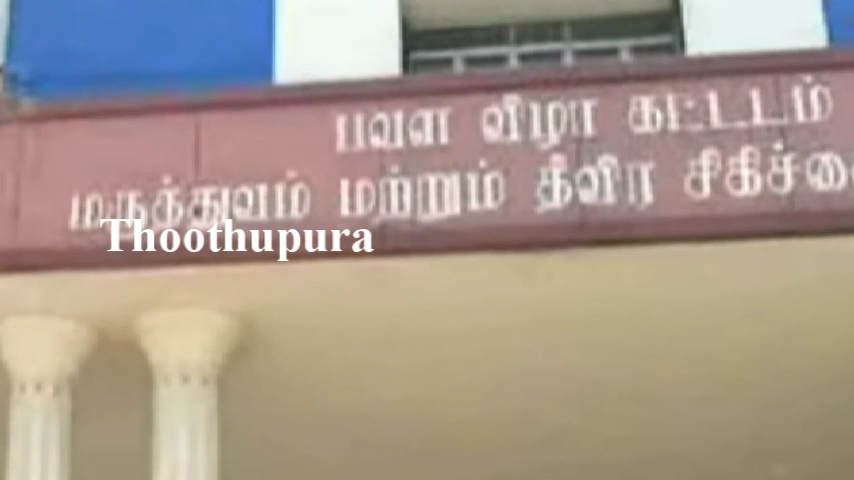 பவள விழா கட்டடம்
மருத்துவம் மற்றும் தீவிர சிகிச்சை
Thoothupura